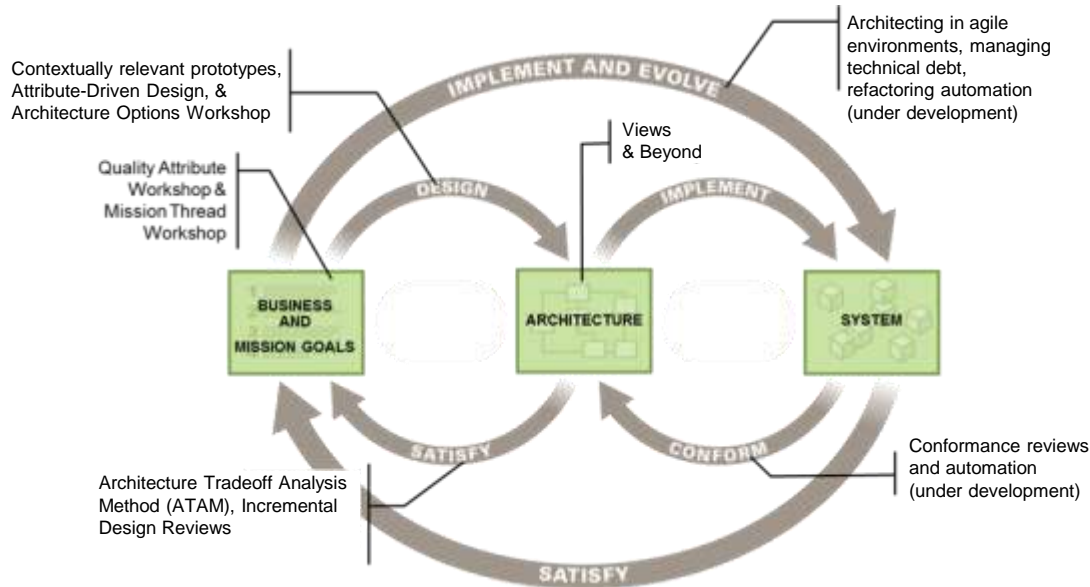 Architecting in agile
environments, managing
technical debt,
refactoring automation
(under development)
Contextually relevant prototypes,
Attribute-Driven Design, &
Architecture Options Workshop
IMPLEMENT AND EVOLVE
Views
& Beyond
Quality Attribute
Workshop &
Mission Thread
Workshop
DESIGN
IMPLEMENT
BUSINESS
AND
MISSION GOALS
ARCHITECTURE
SYSTEM
SATISFY
CONFORM
Architecture Tradeoff Analysis
Method (ATAM), Incremental
Design Reviews
Conformance reviews
and automation
(under development)
SATISFY